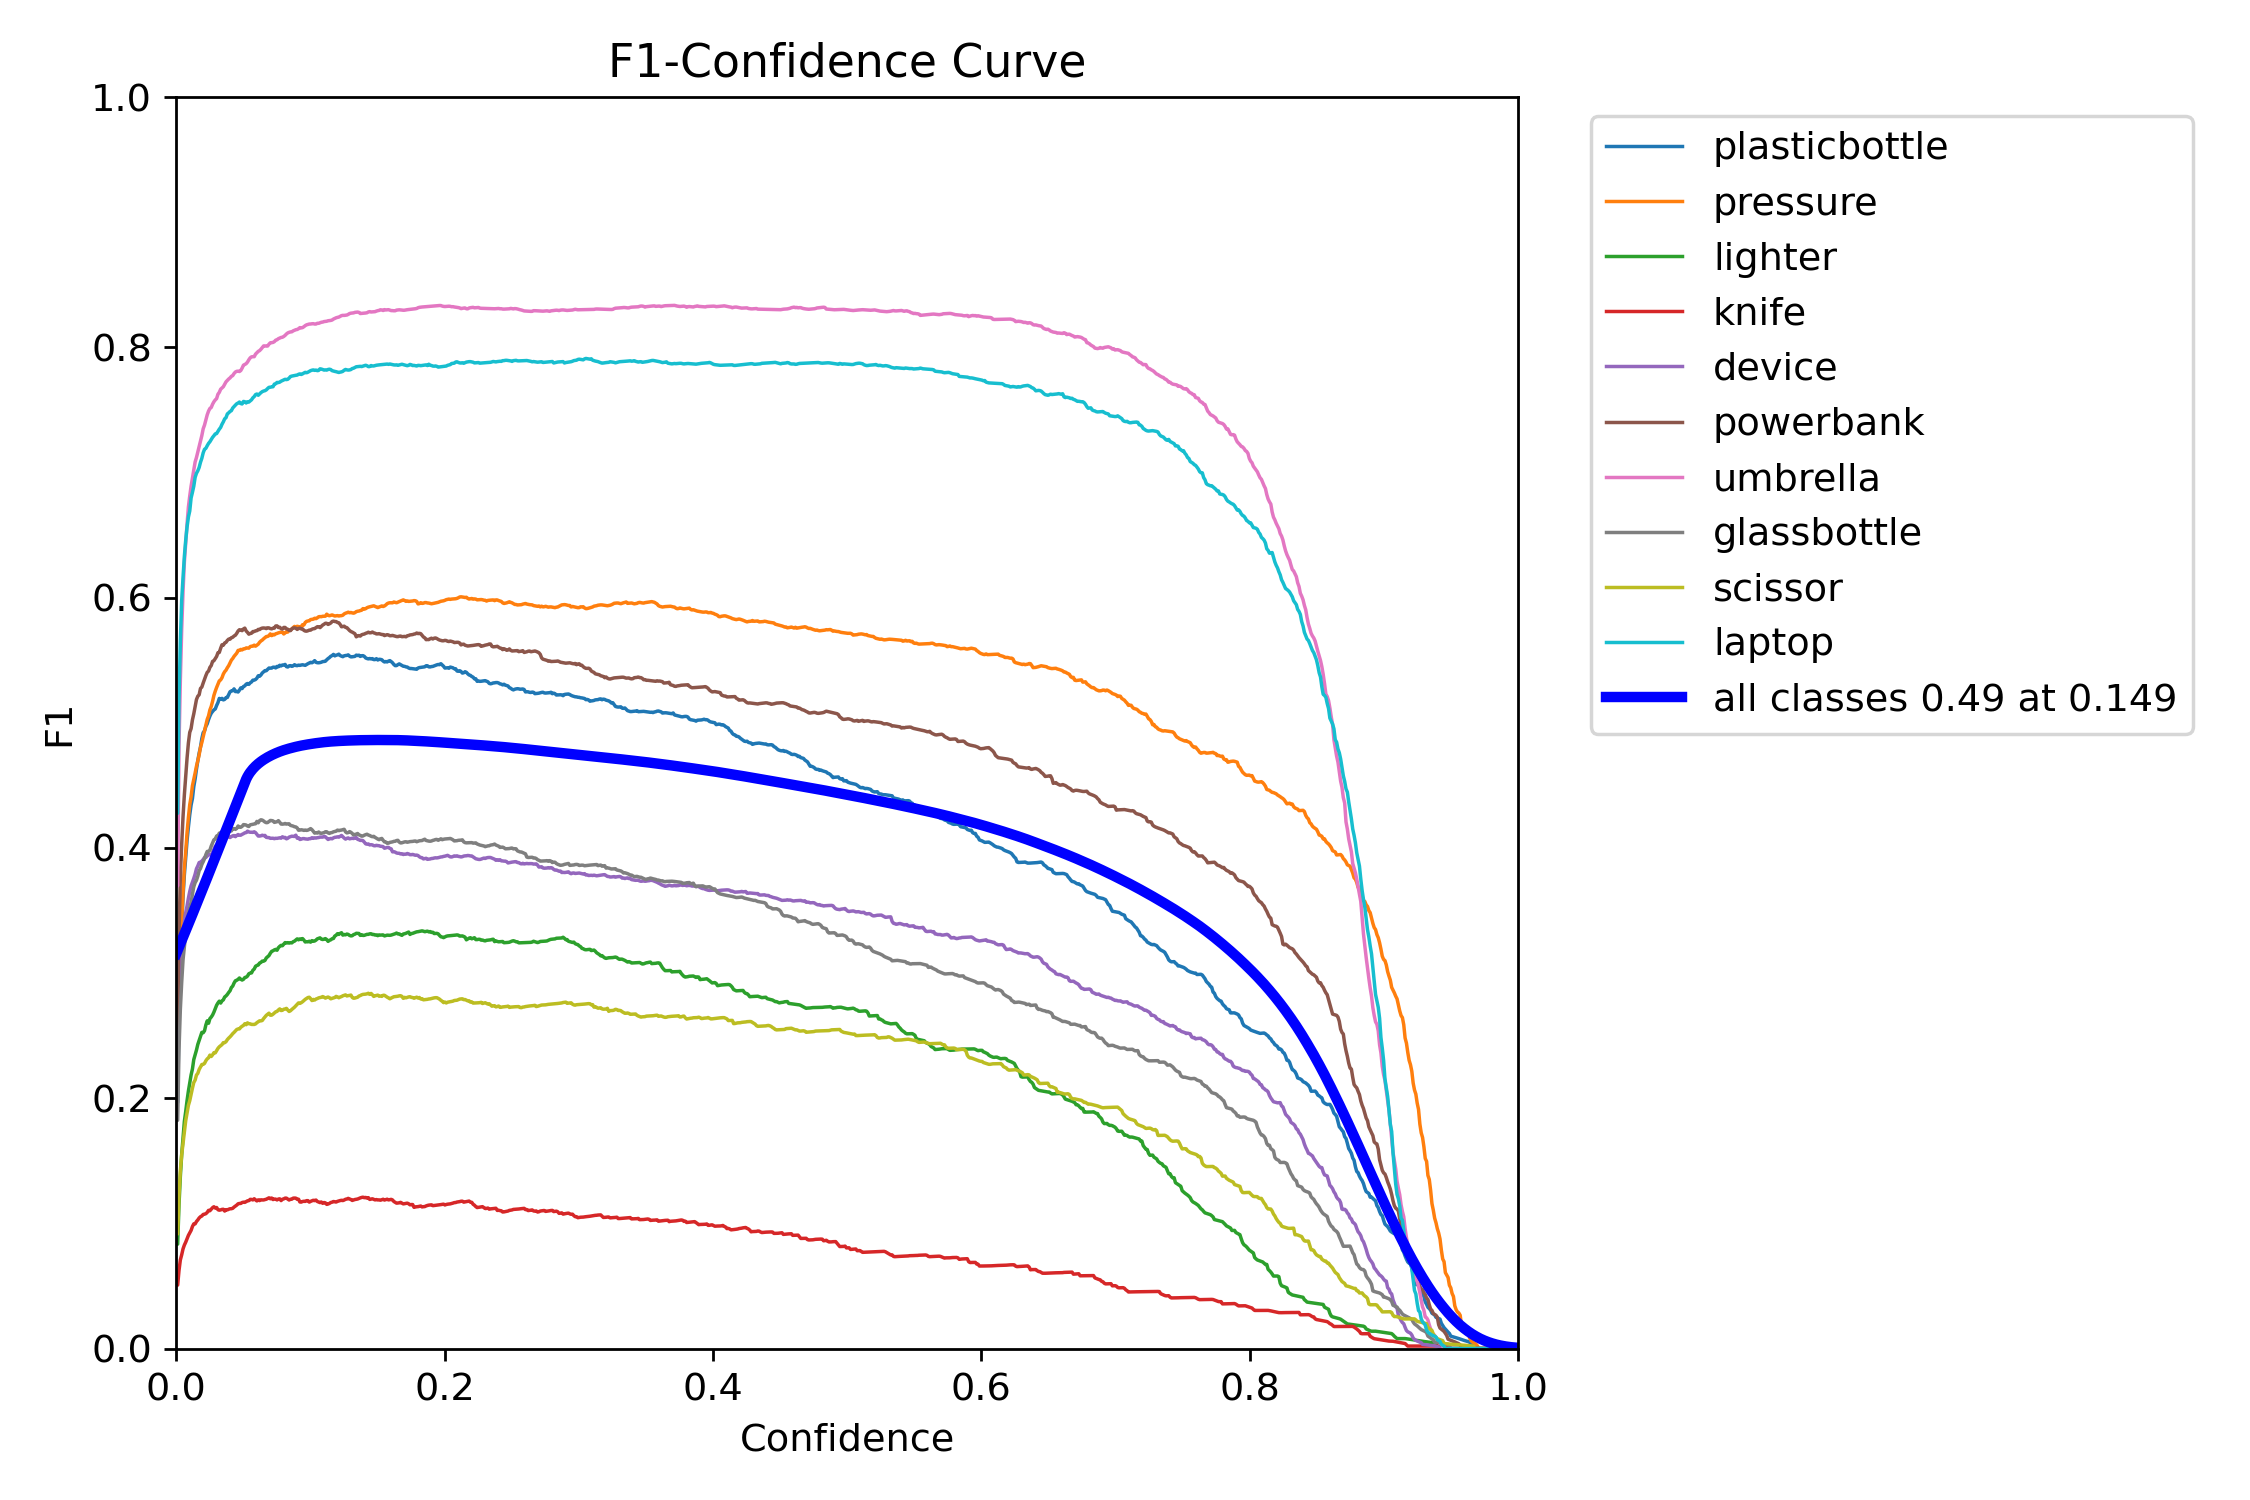 F1-Confidence Curve
1.0
0.8
0.6
0.4
0.2
0.0
F1
0.0 0.2 0.4 0.6 0.8 1.0
Confidence
plasticbottle
pressure
lighter
knife
device
powerbank
umbrella
glassbottle
scissor
laptop
all classes 0.49 at 0.149